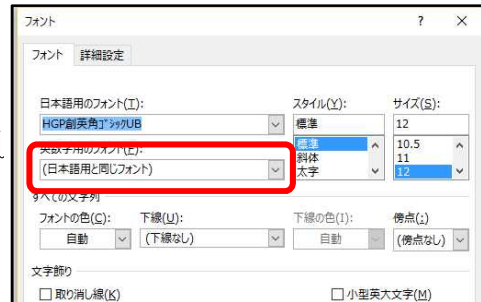 フォント ? ×
フォント 詳細設定
日本語用のフォント(T): スタイル(Y): サイズ(S):
HGP創英角ｺﾞｼｯｸUB 標準 12
英数字用のフォント(F): 標準 10.5
(日本語用と同じフォント) 斜体 11
太字 12
すべての文字列
フォントの色(C): 下線(U): 下線の色(I): 傍点(:)
自動 (下線なし) 自動 (傍点なし)
文字飾り
取り消し線(K) 小型英大文字(M)